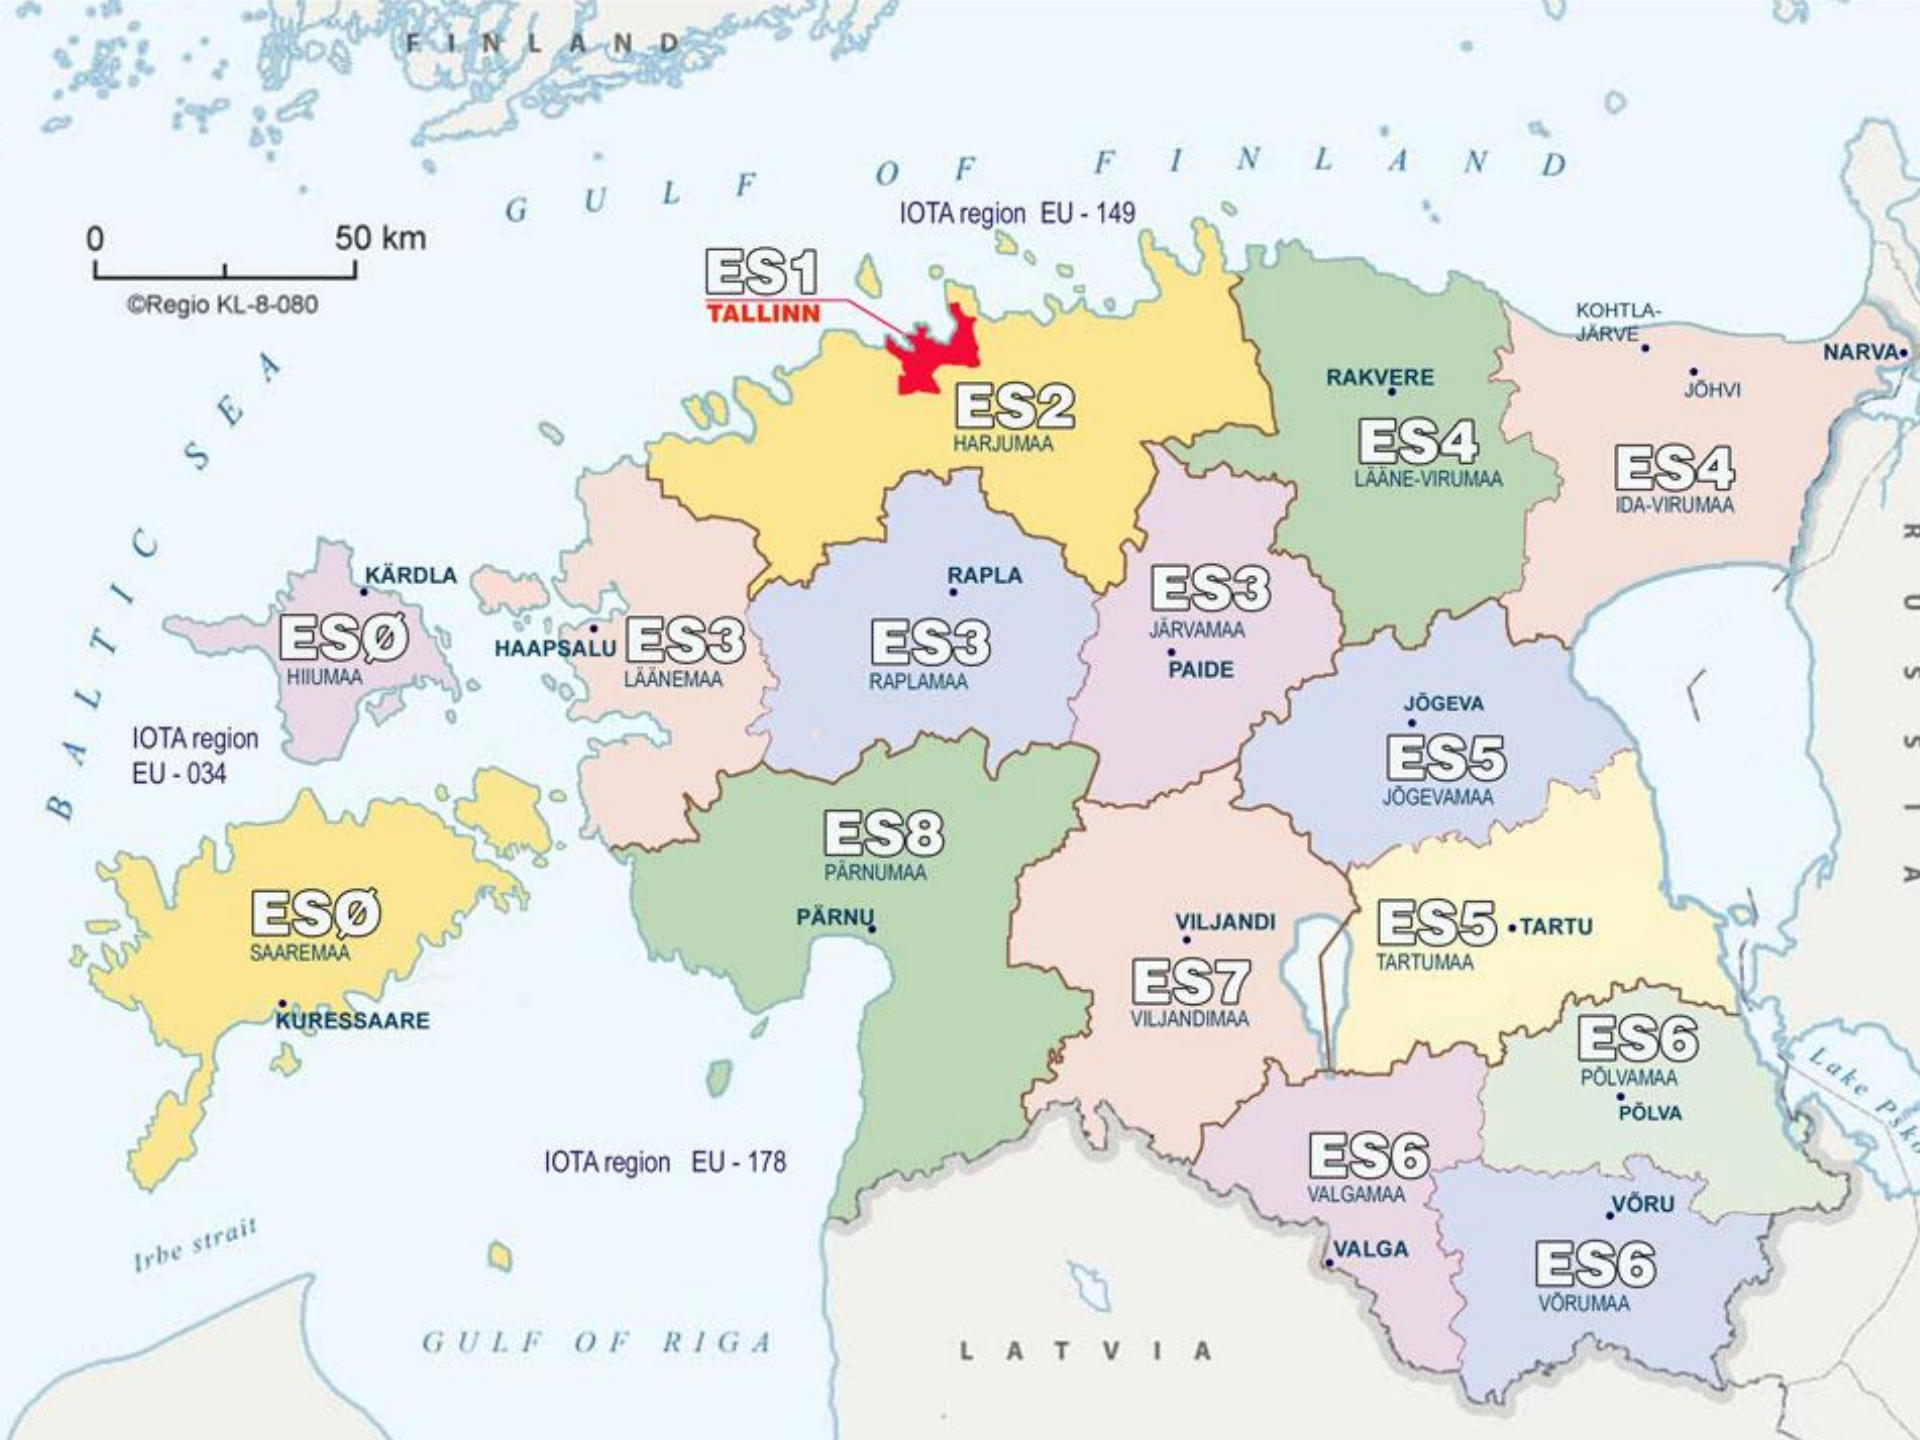 FINLAND
GULF OF FINLAND
IOTA region EU - 149
0 50 km
©Regio KL-8-080
ES1
TALLINN
BALTIC SEA
ES2
HARJUMAA
RAKVERE
ES4
LÄÄNE-VIRUMAA
KOHTLA-
JÄRVE
JÕHVI
NARVA
ES4
IDA-VIRUMAA
RUSSIA
KÄRDLA
ESØ
HIIUMAA
HAAPSALU
ES3
LÄÄNEMAA
RAPLA
ES3
RAPLAMAA
ES3
JÄRVAMAA
PAIDE
IOTA region
EU - 034
JÕGEVA
ES5
JÕGEVAMAA
ES8
PÄRNUMAA
PÄRNU
ESØ
SAAREMAA
KURESSAARE
VILJANDI
ES7
VILJANDIMAA
ES5
TARTU
TARTUMAA
ES6
PÕLVAMAA
PÕLVA
Lake Psko
IOTA region EU - 178
ES6
VALGAMAA
VALGA
VÕRU
ES6
VÕRUMAA
Irbe strait
GULF OF RIGA
LATVIA